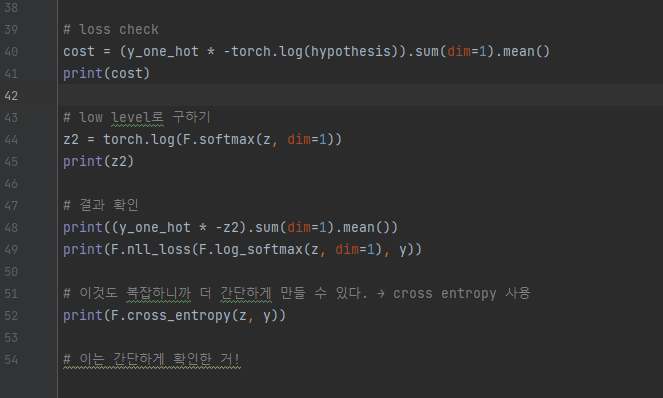 38
39 # loss check
40 cost = (y_one_hot * -torch.log(hypothesis)).sum(dim=1).mean()
41 print(cost)
42
43 # low level로 구하기
44 z2 = torch.log(F.softmax(z, dim=1))
45 print(z2)
46
47 # 결과 확인
48 print((y_one_hot * -z2).sum(dim=1).mean())
49 print(F.nll_loss(F.log_softmax(z, dim=1), y))
50
51 # 이것도 복잡하니까 더 간단하게 만들 수 있다. → cross entropy 사용
52 print(F.cross_entropy(z, y))
53
54 # 이는 간단하게 확인한 거!